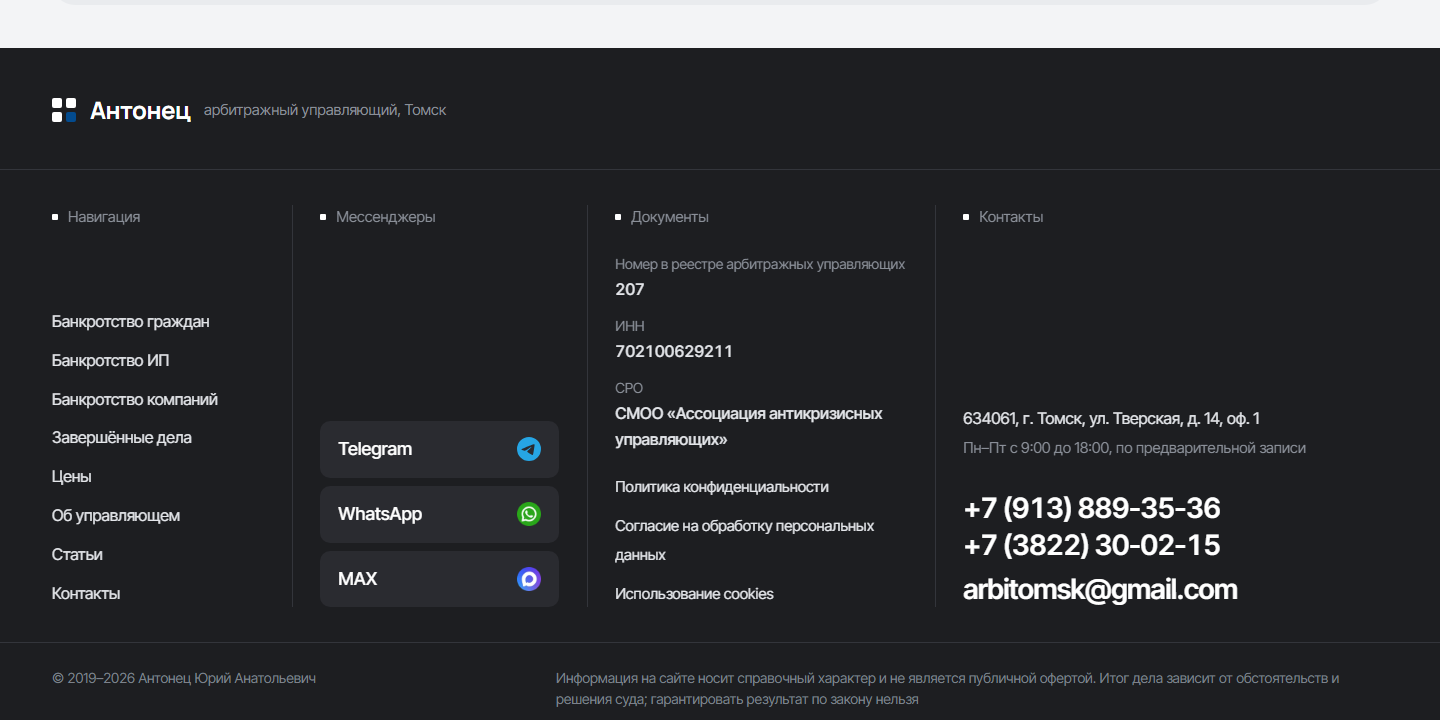 Антонец арбитражный управляющий, Томск
Навигация
Банкротство граждан
Банкротство ИП
Банкротство компаний
Завершённые дела
Цены
Об управляющем
Статьи
Контакты
Мессенджеры
Telegram
WhatsApp
MAX
Документы
Номер в реестре арбитражных управляющих
207
ИНН
702100629211
СРО
СМОО «Ассоциация антикризисных
управляющих»
Политика конфиденциальности
Согласие на обработку персональных
данных
Использование cookies
Контакты
634061, г. Томск, ул. Тверская, д. 14, оф. 1
Пн–Пт с 9:00 до 18:00, по предварительной записи
+7 (913) 889-35-36
+7 (3822) 30-02-15
arbitomsk@gmail.com
© 2019–2026 Антонец Юрий Анатольевич
Информация на сайте носит справочный характер и не является публичной офертой. Итог дела зависит от обстоятельств и
решения суда; гарантировать результат по закону нельзя